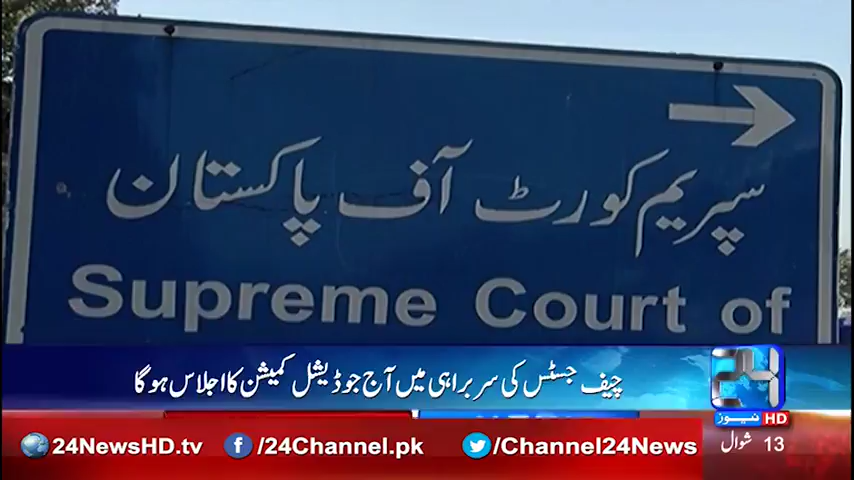 سپریم کورٹ آف پاکستان
Supreme Court of
چیف جسٹس کی سربراہی میں آج جوڈیشل کمیشن کا اجلاس ہوگا
24
نیوز HD
24NewsHD.tv f /24Channel.pk /Channel24News
13 شوال